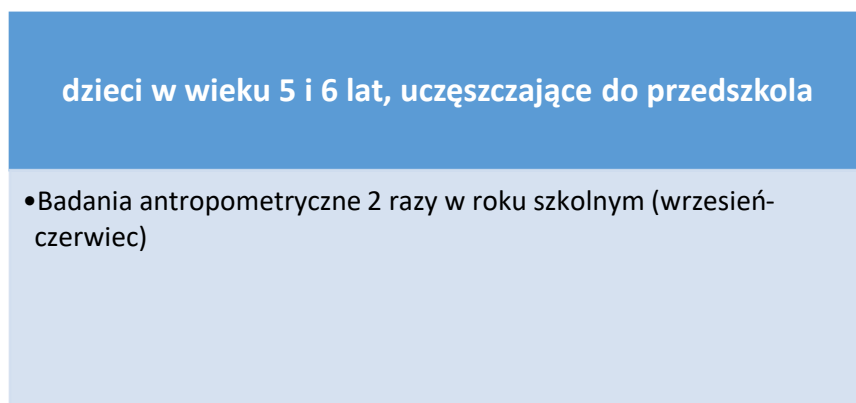 dzieci w wieku 5 i 6 lat, uczęszczające do przedszkola
•Badania antropometryczne 2 razy w roku szkolnym (wrzesień-
czerwiec)